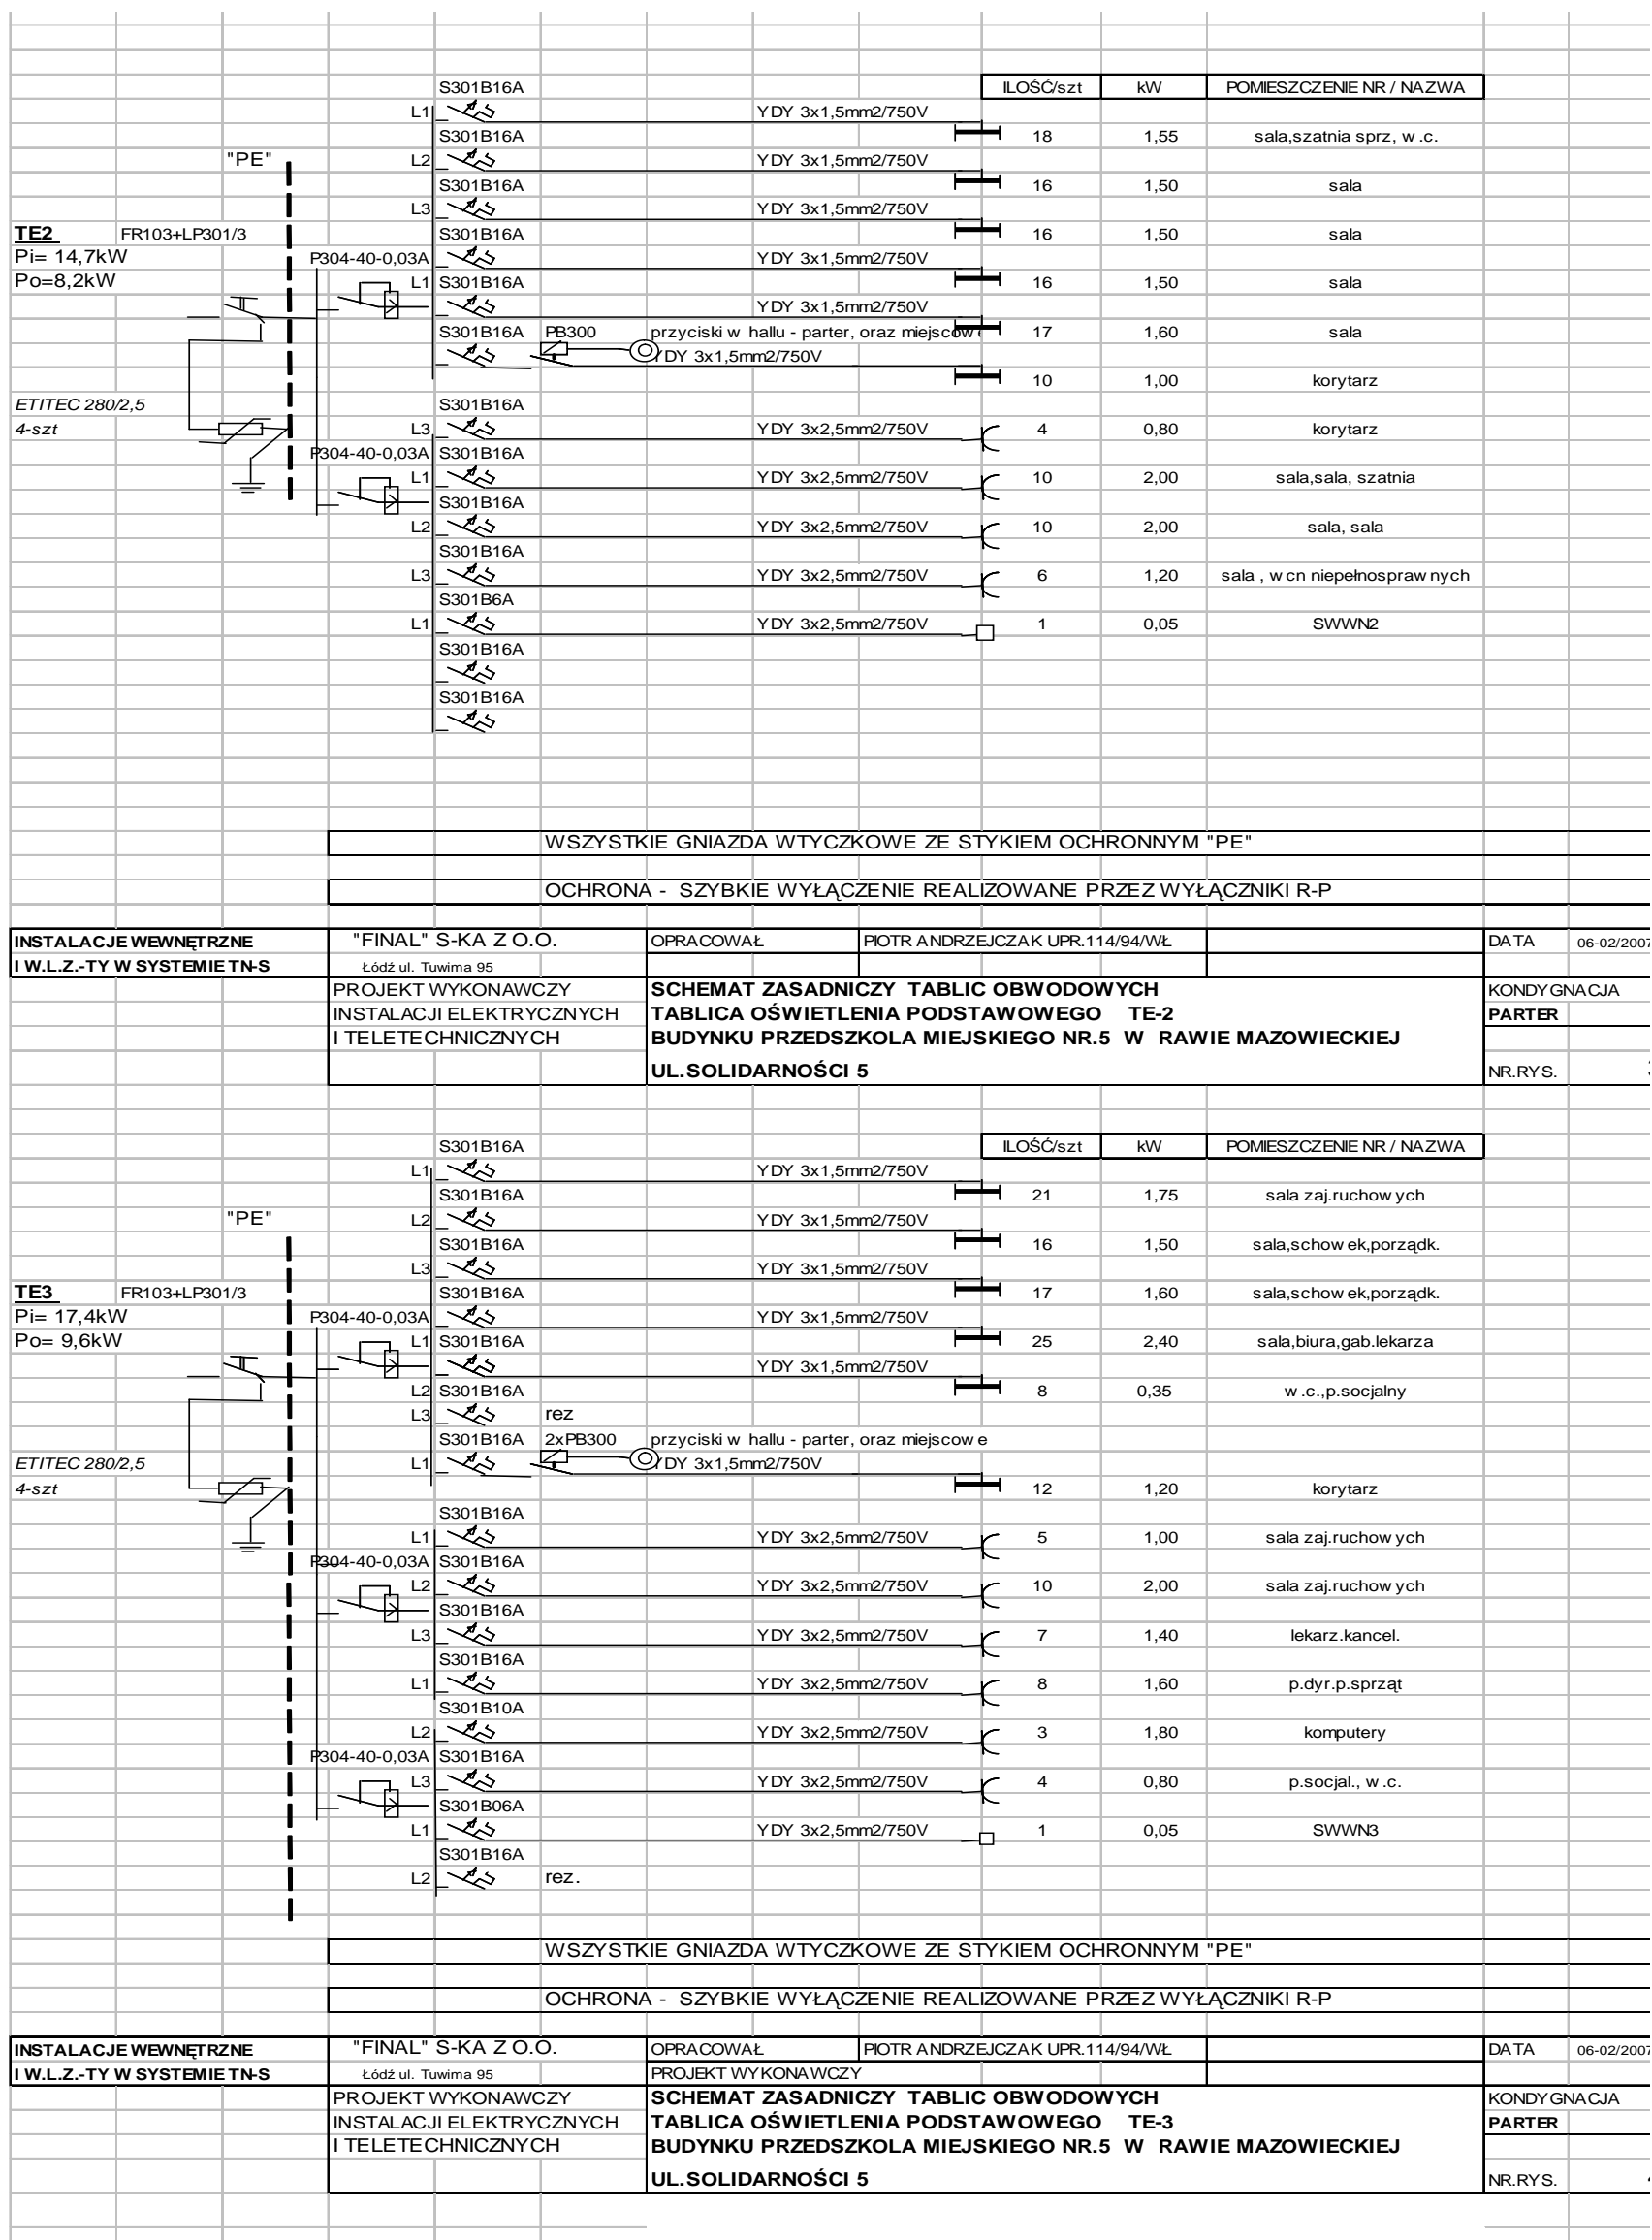 S301B16A ILOŚĆ/szt kW POMIESZCZENIE NR / NAZWA
L1 YDY 3x1,5mm2/750V
S301B16A 18 1,55 sala,szatnia sprz, w.c.
"PE" L2 YDY 3x1,5mm2/750V
S301B16A 16 1,50 sala
L3 YDY 3x1,5mm2/750V
TE2 FR103+LP301/3 S301B16A 16 1,50 sala
Pi= 14,7kW P304-40-0,03A YDY 3x1,5mm2/750V
Po=8,2kW L1 S301B16A 16 1,50 sala
YDY 3x1,5mm2/750V
S301B16A PB300 przyciski w hallu - parter, oraz miejscowe 17 1,60 sala
YDY 3x1,5mm2/750V
10 1,00 korytarz
ETITEC 280/2,5 S301B16A
4-szt L3 YDY 3x2,5mm2/750V 4 0,80 korytarz
P304-40-0,03A S301B16A
L1 YDY 3x2,5mm2/750V 10 2,00 sala,sala, szatnia
S301B16A
L2 YDY 3x2,5mm2/750V 10 2,00 sala, sala
S301B16A
L3 YDY 3x2,5mm2/750V 6 1,20 sala , wcn niepełnosprawnych
S301B6A
L1 YDY 3x2,5mm2/750V 1 0,05 SWWN2
S301B16A
S301B16A
WSZYSTKIE GNIAZDA WTYCZKOWE ZE STYKIEM OCHRONNYM "PE"
OCHRONA - SZYBKIE WYŁĄCZENIE REALIZOWANE PRZEZ WYŁĄCZNIKI R-P
INSTALACJE WEWNĘTRZNE "FINAL" S-KA Z O.O. OPRACOWAŁ PIOTR ANDRZEJCZAK UPR.114/94/WŁ DATA 06-02/2007
I W.L.Z.-TY W SYSTEMIE TN-S Łódź ul. Tuwima 95
PROJEKT WYKONAWCZY SCHEMAT ZASADNICZY TABLIC OBWODOWYCH KONDYGNACJA
INSTALACJI ELEKTRYCZNYCH TABLICA OŚWIETLENIA PODSTAWOWEGO TE-2 PARTER
I TELETECHNICZNYCH BUDYNKU PRZEDSZKOLA MIEJSKIEGO NR.5 W RAWIE MAZOWIECKIEJ
UL.SOLIDARNOŚCI 5 NR.RYS.
S301B16A ILOŚĆ/szt kW POMIESZCZENIE NR / NAZWA
L1 YDY 3x1,5mm2/750V
S301B16A 21 1,75 sala zaj.ruchowych
"PE" L2 YDY 3x1,5mm2/750V
S301B16A 16 1,50 sala,schowek,porządk.
L3 YDY 3x1,5mm2/750V
TE3 FR103+LP301/3 S301B16A 17 1,60 sala,schowek,porządk.
Pi= 17,4kW P304-40-0,03A YDY 3x1,5mm2/750V
Po= 9,6kW L1 S301B16A 25 2,40 sala,biura,gab.lekarza
YDY 3x1,5mm2/750V
L2 S301B16A 8 0,35 w.c.,p.socjalny
L3 rez
S301B16A 2xPB300 przyciski w hallu - parter, oraz miejscowe
ETITEC 280/2,5 L1 YDY 3x1,5mm2/750V
4-szt 12 1,20 korytarz
S301B16A
L1 YDY 3x2,5mm2/750V 5 1,00 sala zaj.ruchowych
P304-40-0,03A S301B16A
L2 YDY 3x2,5mm2/750V 10 2,00 sala zaj.ruchowych
S301B16A
L3 YDY 3x2,5mm2/750V 7 1,40 lekarz.kancel.
S301B16A
L1 YDY 3x2,5mm2/750V 8 1,60 p.dyr.p.sprząt
S301B10A
L2 YDY 3x2,5mm2/750V 3 1,80 komputery
P304-40-0,03A S301B16A
L3 YDY 3x2,5mm2/750V 4 0,80 p.socjal., w.c.
S301B06A
L1 YDY 3x2,5mm2/750V 1 0,05 SWWN3
S301B16A
L2 rez.
WSZYSTKIE GNIAZDA WTYCZKOWE ZE STYKIEM OCHRONNYM "PE"
OCHRONA - SZYBKIE WYŁĄCZENIE REALIZOWANE PRZEZ WYŁĄCZNIKI R-P
INSTALACJE WEWNĘTRZNE "FINAL" S-KA Z O.O. OPRACOWAŁ PIOTR ANDRZEJCZAK UPR.114/94/WŁ DATA 06-02/2007
I W.L.Z.-TY W SYSTEMIE TN-S Łódź ul. Tuwima 95 PROJEKT WYKONAWCZY
PROJEKT WYKONAWCZY SCHEMAT ZASADNICZY TABLIC OBWODOWYCH KONDYGNACJA
INSTALACJI ELEKTRYCZNYCH TABLICA OŚWIETLENIA PODSTAWOWEGO TE-3 PARTER
I TELETECHNICZNYCH BUDYNKU PRZEDSZKOLA MIEJSKIEGO NR.5 W RAWIE MAZOWIECKIEJ
UL.SOLIDARNOŚCI 5 NR.RYS.